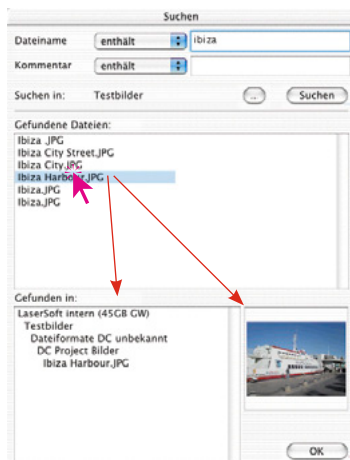 Suchen
Dateiname enthält ibiza
Kommentar enthält
Suchen in: Testbilder .. Suchen
Gefundene Dateien:
Ibiza .JPG
Ibiza City Street.JPG
Ibiza City.JPG
Ibiza Harbour.JPG
Ibiza.JPG
Ibiza.JPG
Gefunden in:
LaserSoft intern (45GB GW)
Testbilder
Dateiformate DC unbekannt
DC Project Bilder
Ibiza Harbour.JPG
OK